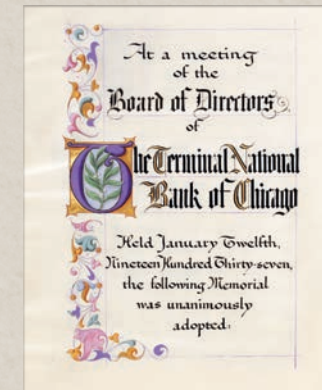 At a meeting
of the
Board of Directors
of
The Terminal National
Bank of Chicago
Held January Twelfth,
Nineteen Hundred Thirty-seven,
the following Memorial
was unanimously
adopted: